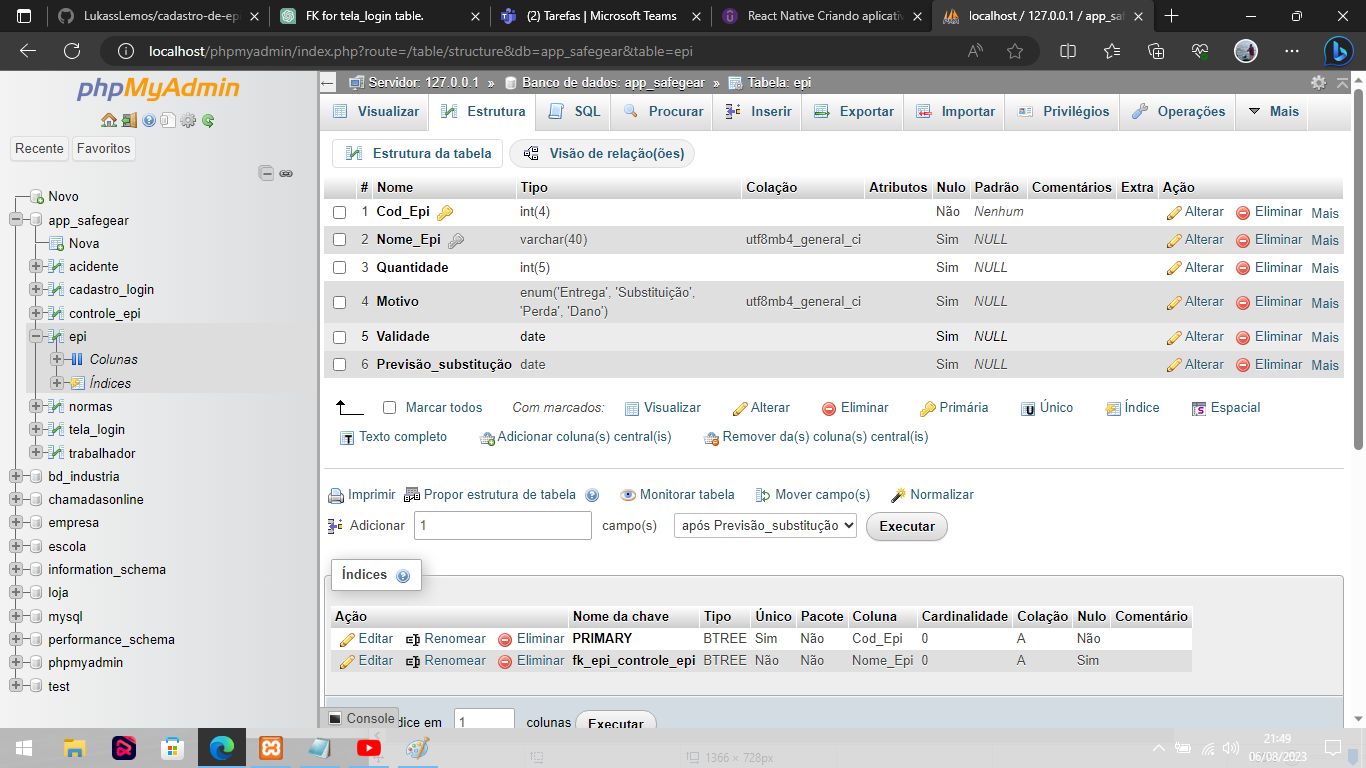 LukassLemos/cadastro-de-epi
FK for tela_login table.
(2) Tarefas | Microsoft Teams
React Native Criando aplicativ
localhost / 127.0.0.1 / app_saf
localhost/phpmyadmin/index.php?route=/table/structure&db=app_safegear&table=epi
phpMyAdmin
Recente Favoritos
Novo
app_safegear
Nova
acidente
cadastro_login
controle_epi
epi
Colunas
Índices
normas
tela_login
trabalhador
bd_industria
chamadasonline
empresa
escola
information_schema
loja
mysql
performance_schema
phpmyadmin
test
Servidor: 127.0.0.1 » Banco de dados: app_safegear » Tabela: epi
Visualizar Estrutura SQL Procurar Inserir Exportar Importar Privilégios Operações Mais
Estrutura da tabela Visão de relação(ões)
# Nome Tipo Colação Atributos Nulo Padrão Comentários Extra Ação
1 Cod_Epi int(4) Não Nenhum Alterar Eliminar Mais
2 Nome_Epi varchar(40) utf8mb4_general_ci Sim NULL Alterar Eliminar Mais
3 Quantidade int(5) Sim NULL Alterar Eliminar Mais
4 Motivo enum('Entrega', 'Substituição', 'Perda', 'Dano') utf8mb4_general_ci Sim NULL Alterar Eliminar Mais
5 Validade date Sim NULL Alterar Eliminar Mais
6 Previsão_substitução date Sim NULL Alterar Eliminar Mais
Marcar todos Com marcados: Visualizar Alterar Eliminar Primária Único Índice Espacial
Texto completo Adicionar coluna(s) central(is) Remover da(s) coluna(s) central(is)
Imprimir Propor estrutura de tabela Monitorar tabela Mover campo(s) Normalizar
Adicionar 1 campo(s) após Previsão_substitução Executar
Índices
Ação Nome da chave Tipo Único Pacote Coluna Cardinalidade Colação Nulo Comentário
Editar Renomear Eliminar PRIMARY BTREE Sim Não Cod_Epi 0 A Não
Editar Renomear Eliminar fk_epi_controle_epi BTREE Não Não Nome_Epi 0 A Sim
Console dice em 1 colunas Executar
1366 × 728px
21:49
06/08/2023